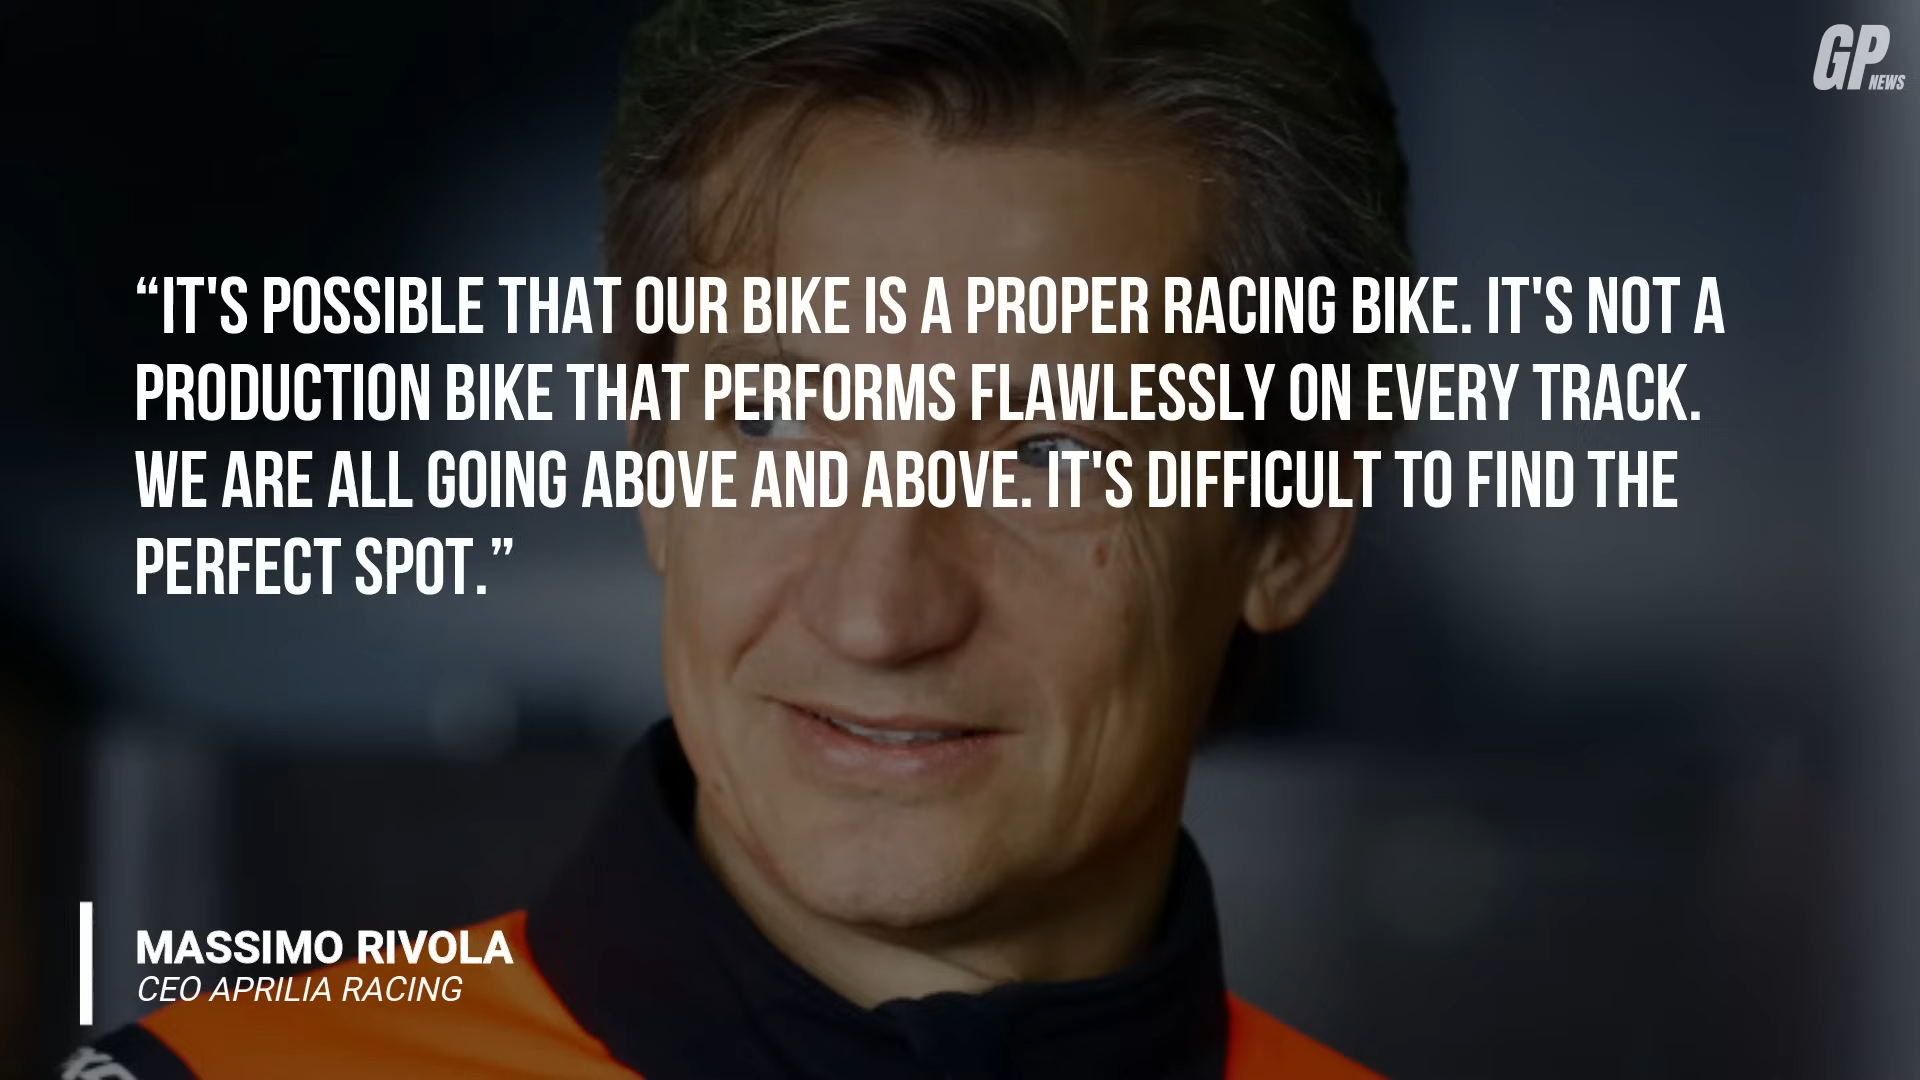 GP NEWS
“IT'S POSSIBLE THAT OUR BIKE IS A PROPER RACING BIKE. IT'S NOT A
PRODUCTION BIKE THAT PERFORMS FLAWLESSLY ON EVERY TRACK.
WE ARE ALL GOING ABOVE AND ABOVE. IT'S DIFFICULT TO FIND THE
PERFECT SPOT.”
MASSIMO RIVOLA
CEO APRILIA RACING